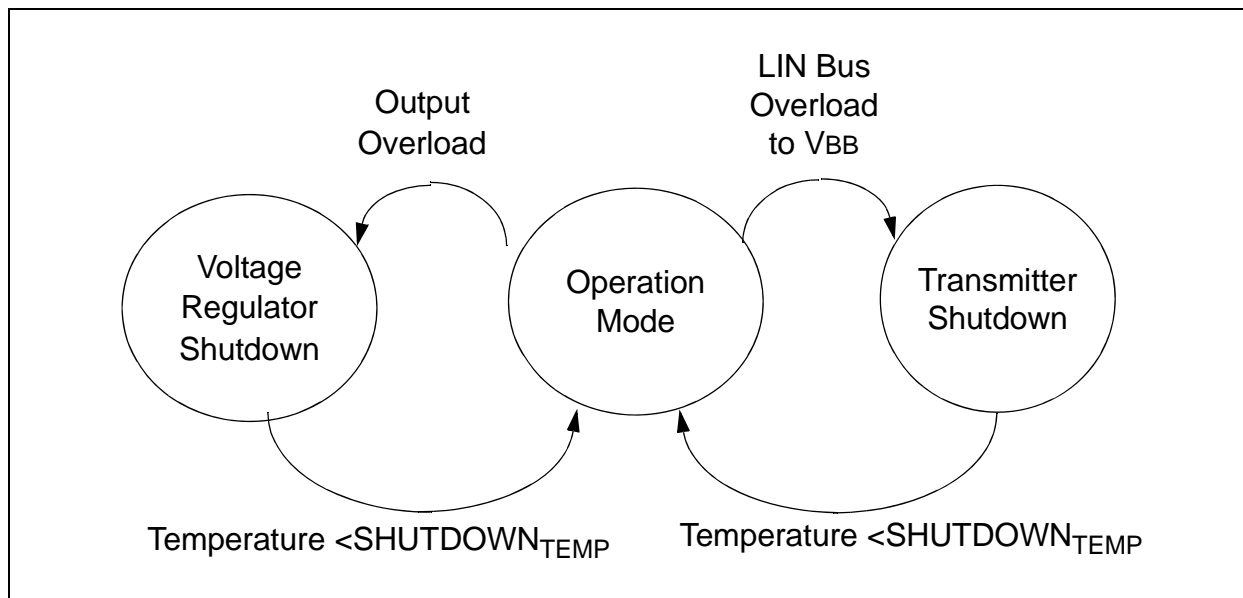 Output
Overload
LIN Bus
Overload
to VBB
Voltage
Regulator
Shutdown
Operation
Mode
Transmitter
Shutdown
Temperature <SHUTDOWNTEMP
Temperature <SHUTDOWNTEMP